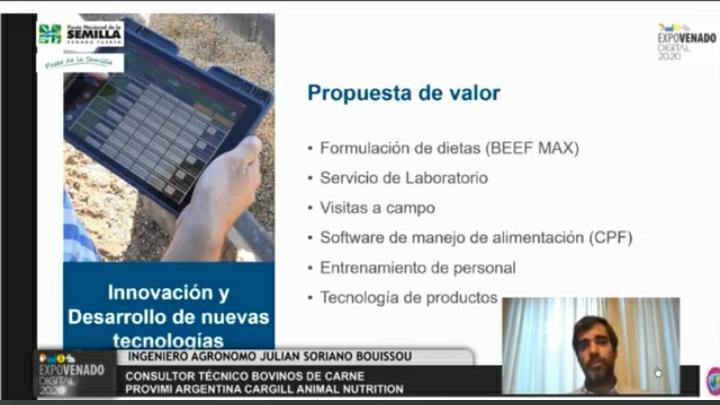 Fiesta Nacional de la
SEMILLA
VENADO TUERTO
Fiesta de la Semilla
EXPOVENADO
DIGITAL
2020
Propuesta de valor
• Formulación de dietas (BEEF MAX)
• Servicio de Laboratorio
• Visitas a campo
• Software de manejo de alimentación (CPF)
• Entrenamiento de personal
• Tecnología de productos
Innovación y
Desarrollo de nuevas
tecnologías
EXPOVENADO
DIGITAL
2020
INGENIERO AGRONOMO JULIAN SORIANO BOUISSOU
CONSULTOR TÉCNICO BOVINOS DE CARNE
PROVIMI ARGENTINA CARGILL ANIMAL NUTRITION